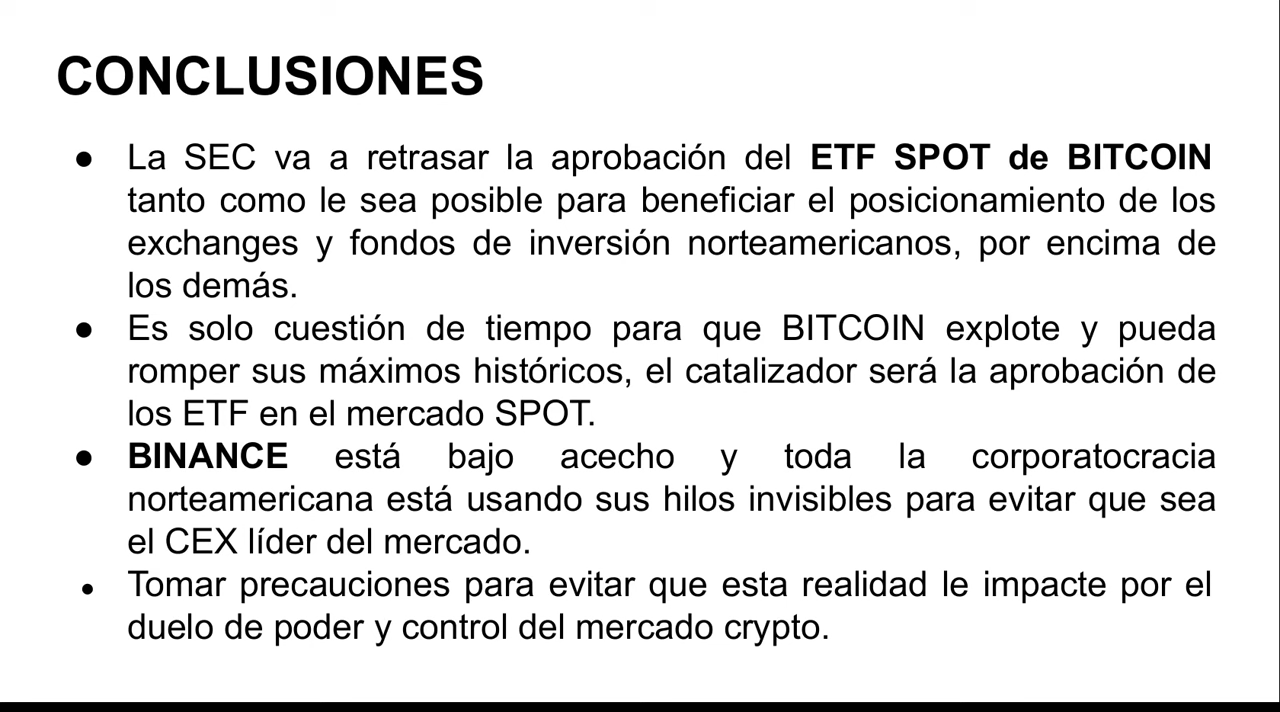 CONCLUSIONES
● La SEC va a retrasar la aprobación del ETF SPOT de BITCOIN
tanto como le sea posible para beneficiar el posicionamiento de los
exchanges y fondos de inversión norteamericanos, por encima de
los demás.
● Es solo cuestión de tiempo para que BITCOIN explote y pueda
romper sus máximos históricos, el catalizador será la aprobación de
los ETF en el mercado SPOT.
● BINANCE está bajo acecho y toda la corporatocracia
norteamericana está usando sus hilos invisibles para evitar que sea
el CEX líder del mercado.
● Tomar precauciones para evitar que esta realidad le impacte por el
duelo de poder y control del mercado crypto.